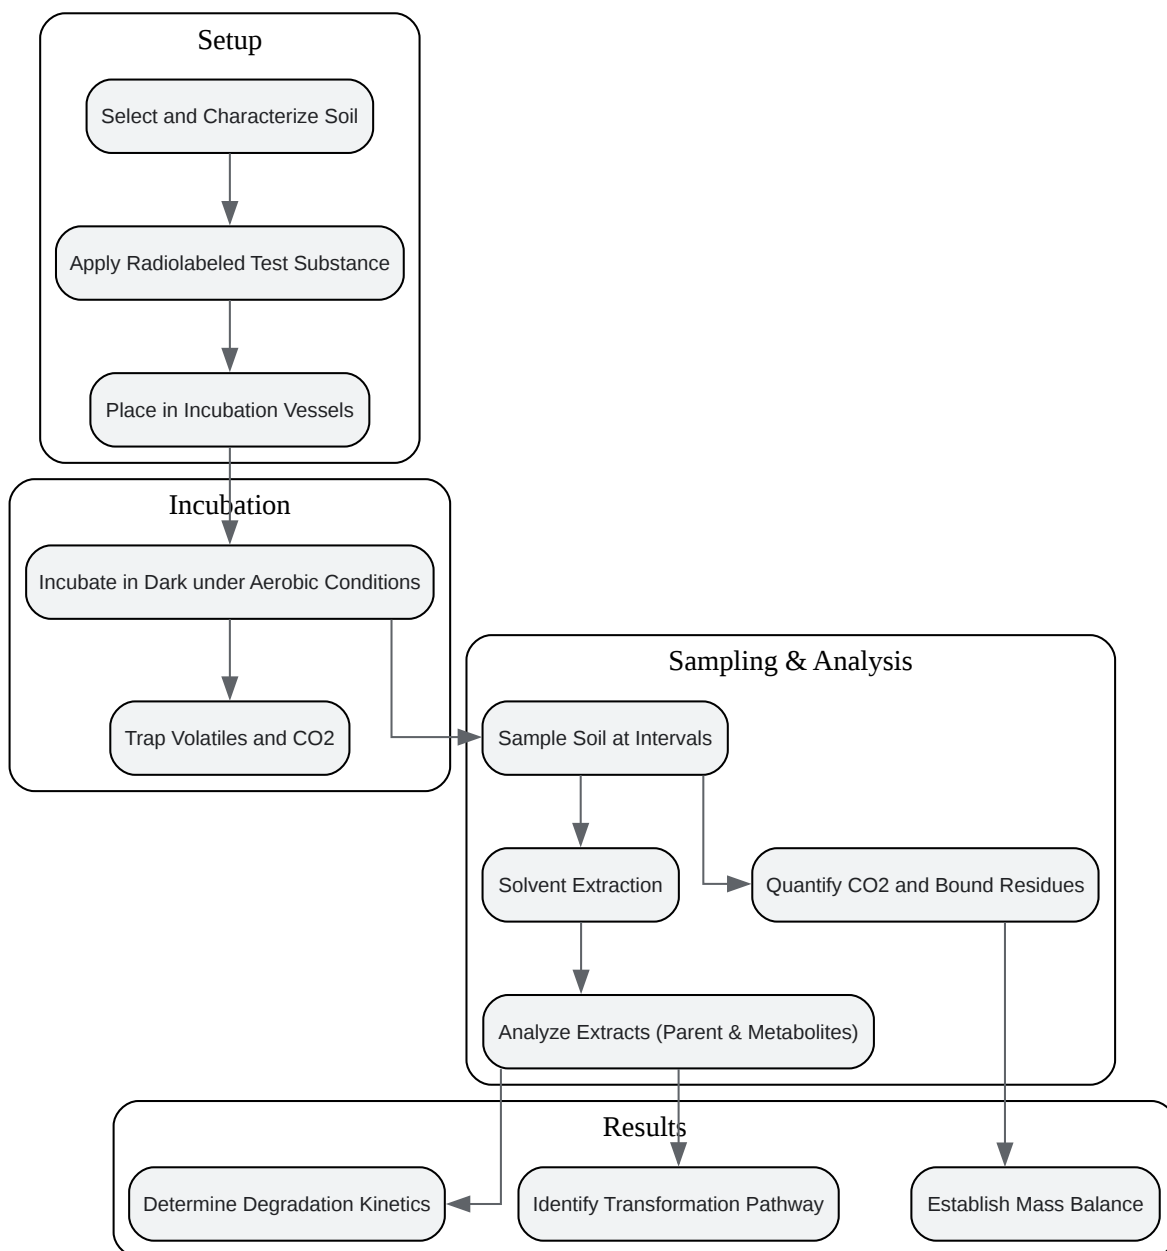 Setup
Select and Characterize Soil
Apply Radiolabeled Test Substance
Place in Incubation Vessels
Incubation
Incubate in Dark under Aerobic Conditions
Trap Volatiles and CO2
Sampling & Analysis
Sample Soil at Intervals
Solvent Extraction
Quantify CO2 and Bound Residues
Analyze Extracts (Parent & Metabolites)
Results
Determine Degradation Kinetics
Identify Transformation Pathway
Establish Mass Balance